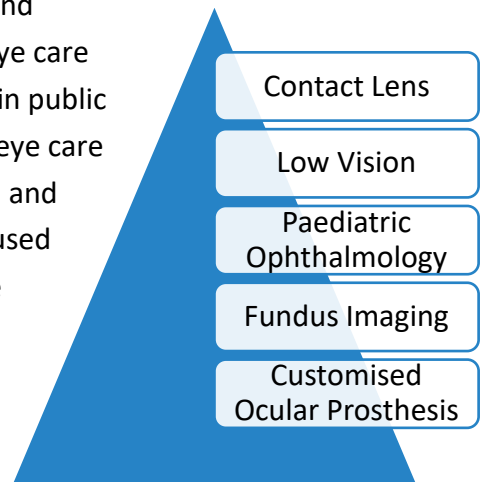 nd
ye care
in public
eye care
and
used
Contact Lens
Low Vision
Paediatric
Ophthalmology
Fundus Imaging
Customised
Ocular Prosthesis